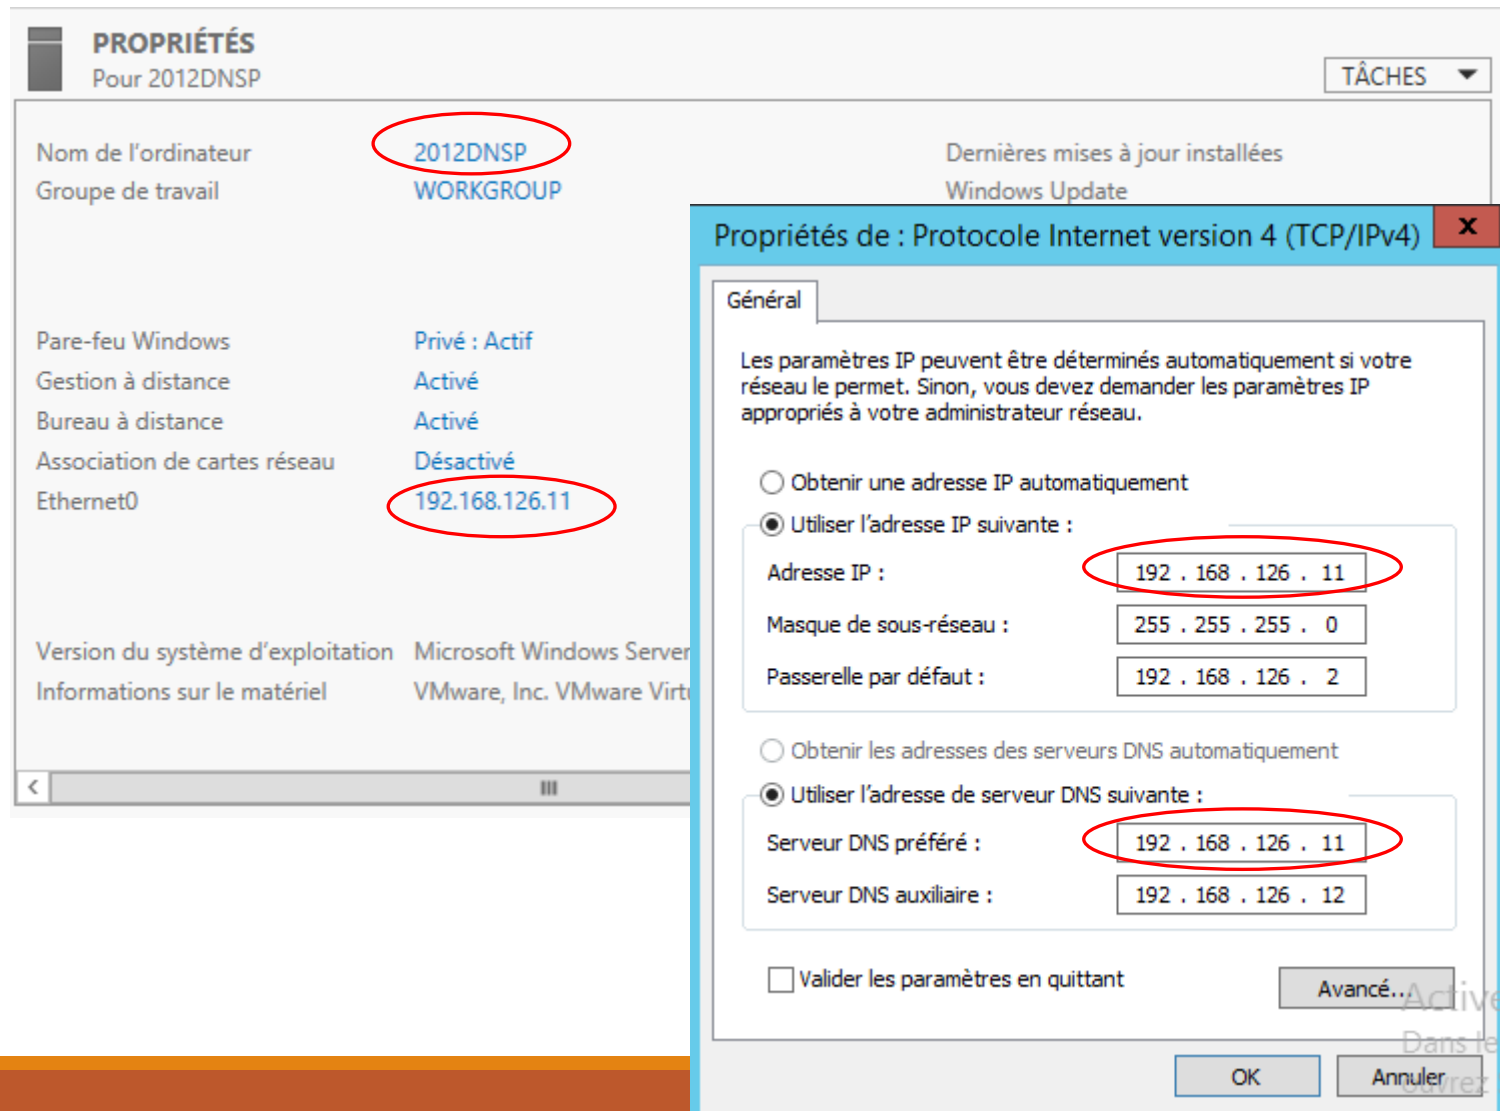 PROPRIÉTÉS
Pour 2012DNSP
TÂCHES
Nom de l'ordinateur 2012DNSP Dernières mises à jour installées
Groupe de travail WORKGROUP Windows Update
Pare-feu Windows Privé : Actif
Gestion à distance Activé
Bureau à distance Activé
Association de cartes réseau Désactivé
Ethernet0 192.168.126.11
Version du système d'exploitation Microsoft Windows Server
Informations sur le matériel VMware, Inc. VMware
Propriétés de : Protocole Internet version 4 (TCP/IPv4)
Général
Les paramètres IP peuvent être déterminés automatiquement si votre
réseau le permet. Sinon, vous devez demander les paramètres IP
appropriés à votre administrateur réseau.
Obtenir une adresse IP automatiquement
Utiliser l'adresse IP suivante :
Adresse IP : 192 . 168 . 126 . 11
Masque de sous-réseau : 255 . 255 . 255 . 0
Passerelle par défaut : 192 . 168 . 126 . 2
Obtenir les adresses des serveurs DNS automatiquement
Utiliser l'adresse de serveur DNS suivante :
Serveur DNS préféré : 192 . 168 . 126 . 11
Serveur DNS auxiliaire : 192 . 168 . 126 . 12
Valider les paramètres en quittant
Avancé...
Dans le
OK Annuler